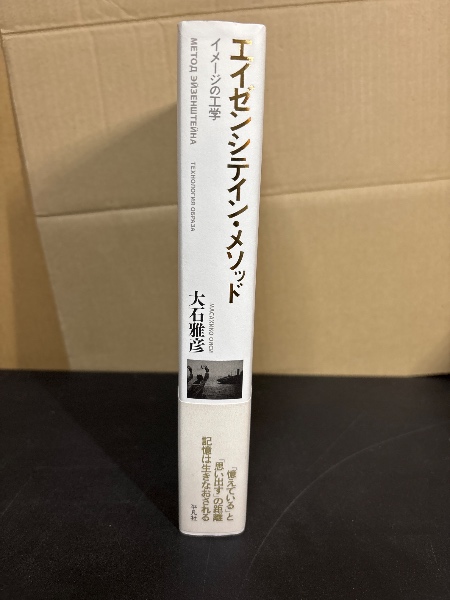 エイゼンシテイン・メソッド
イメージの工学
МЕТОД ЭЙЗЕНШТЕЙНА
ТЕХНОЛОГИЯ ОБРАЗА
大石雅彦
МАСАХИКО ОИСИ
「憶えている」と
「思い出す」の距離
記憶は生きなおされる
平凡社